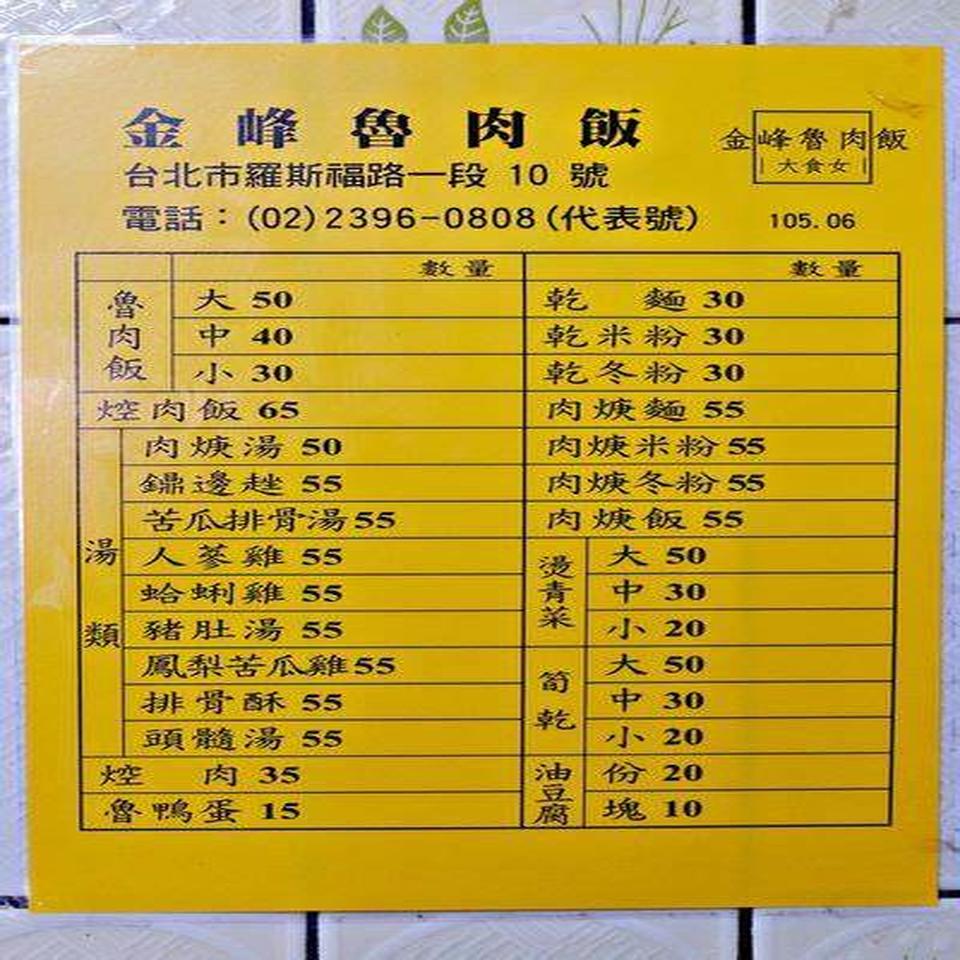 金峰魯肉飯
台北市羅斯福路一段 10 號
電話：(02)2396-0808(代表號)
金峰魯肉飯
|大食女|
105.06
數量
魯肉飯
大 50
中 40
小 30
焢肉飯 65
湯類
肉焿湯 50
鼎邊趖 55
苦瓜排骨湯 55
人蔘雞 55
蛤蜊雞 55
豬肚湯 55
鳳梨苦瓜雞 55
排骨酥 55
頭髓湯 55
焢 肉 35
魯鴨蛋 15
數量
乾 麵 30
乾米粉 30
乾冬粉 30
肉焿麵 55
肉焿米粉 55
肉焿冬粉 55
肉焿飯 55
燙青菜
大 50
中 30
小 20
筍乾
大 50
中 30
小 20
油豆腐
份 20
塊 10